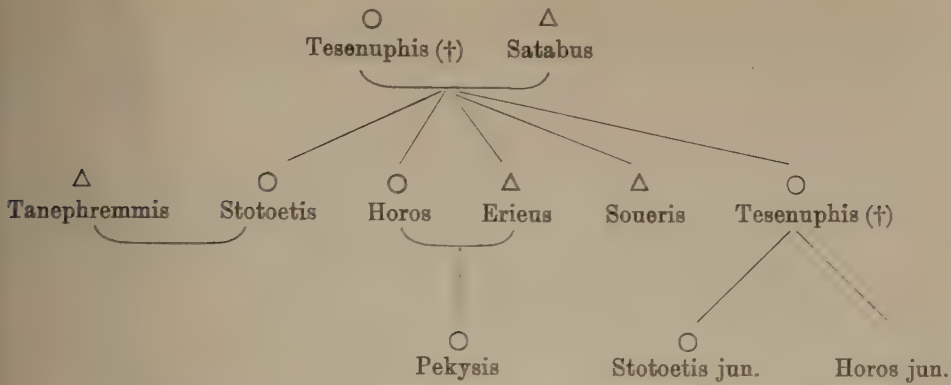 Tesenuphis (†) Satabus
Tanephremmis Stotoetis Horos Erieus Soueris Tesenuphis (†)
Pekysis Stotoetis jun. Horos jun.